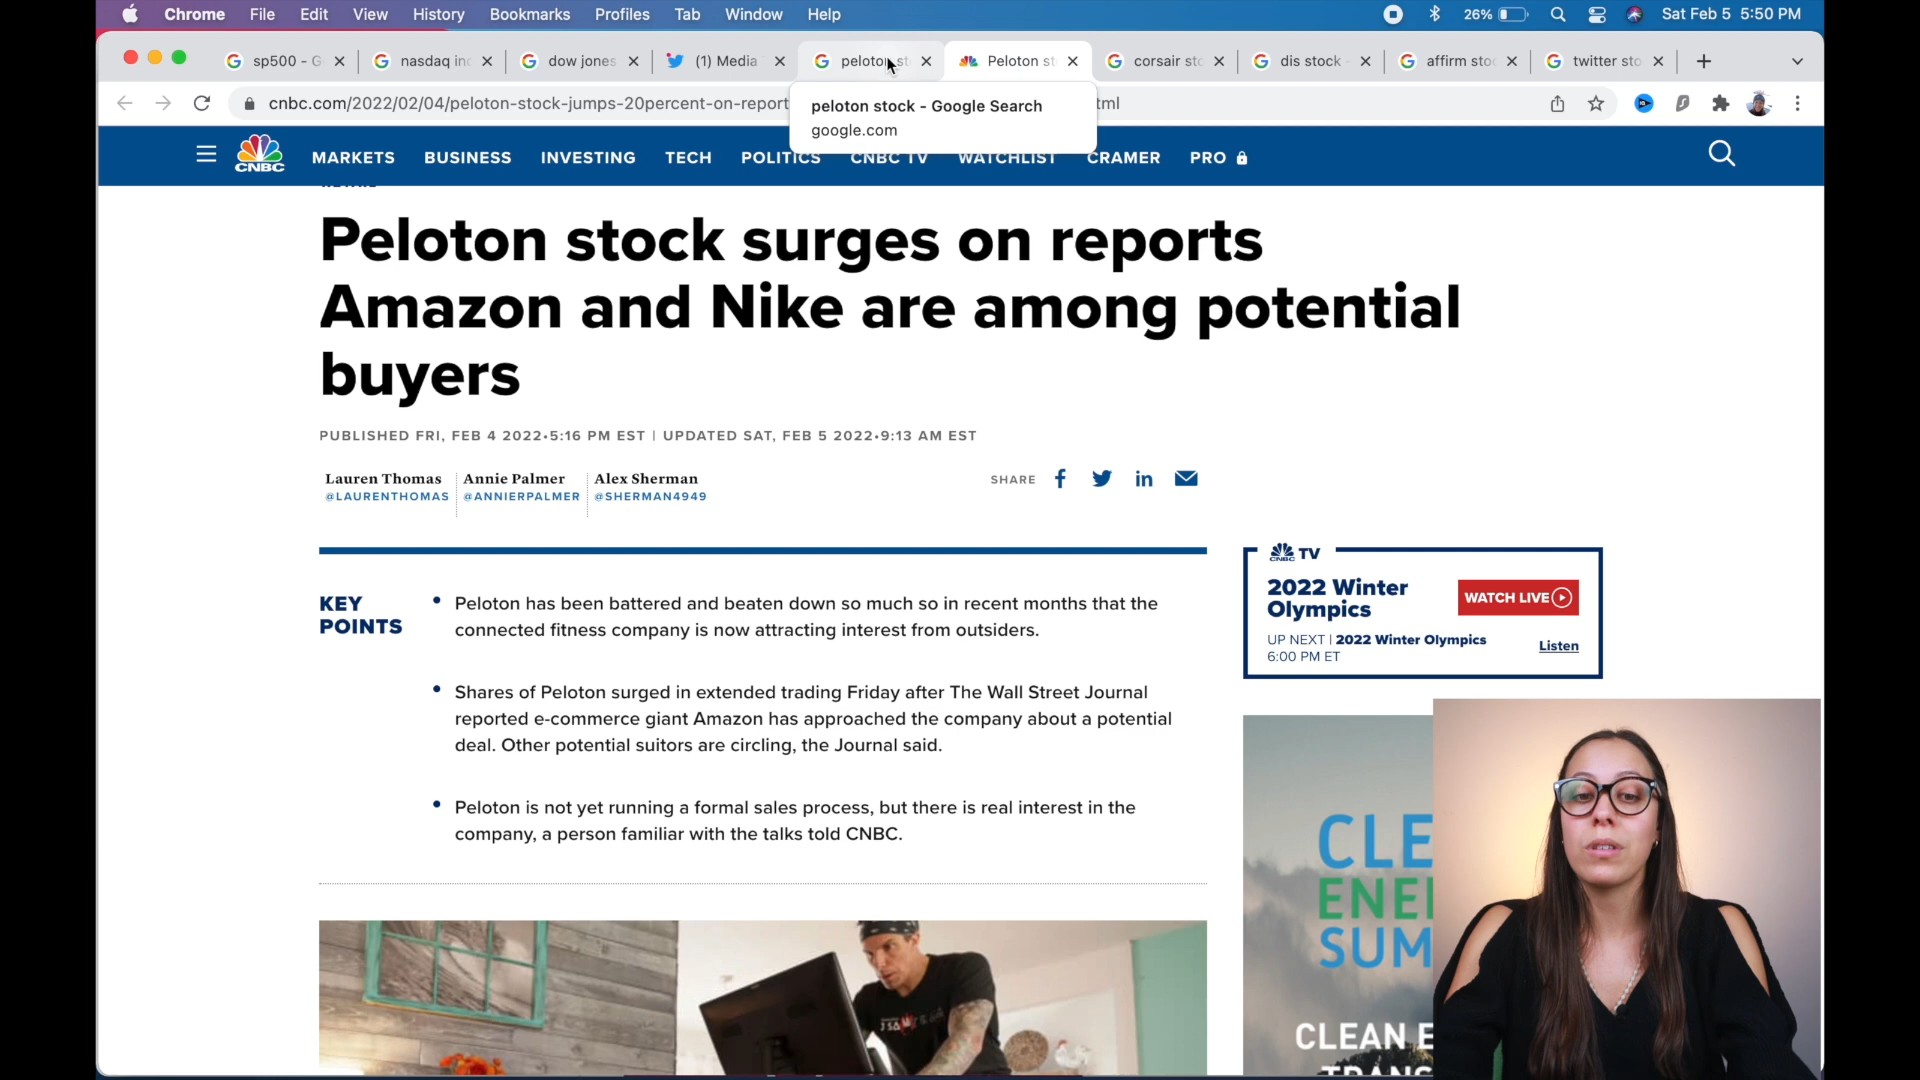 Chrome File Edit View History Bookmarks Profiles Tab Window Help 26% Sat Feb 5 5:50 PM
sp500 - G nasdaq in dow jones (1) Media peloton st Peloton st corsair sto dis stock - affirm stoc twitter sto
cnbc.com/2022/02/04/peloton-stock-jumps-20percent-on-report tml
peloton stock - Google Search
google.com
CNBC MARKETS BUSINESS INVESTING TECH POLITICS CNBC TV WATCHLIST CRAMER PRO
Peloton stock surges on reports
Amazon and Nike are among potential
buyers
PUBLISHED FRI, FEB 4 2022•5:16 PM EST | UPDATED SAT, FEB 5 2022•9:13 AM EST
Lauren Thomas Annie Palmer Alex Sherman
@LAURENTHOMAS @ANNIERPALMER @SHERMAN4949
SHARE
KEY
POINTS
• Peloton has been battered and beaten down so much so in recent months that the
connected fitness company is now attracting interest from outsiders.
• Shares of Peloton surged in extended trading Friday after The Wall Street Journal
reported e-commerce giant Amazon has approached the company about a potential
deal. Other potential suitors are circling, the Journal said.
• Peloton is not yet running a formal sales process, but there is real interest in the
company, a person familiar with the talks told CNBC.
CNBC TV
2022 Winter
Olympics
WATCH LIVE
UP NEXT | 2022 Winter Olympics
6:00 PM ET
Listen
CLE
ENE
SUM
CLEAN E
TRANS